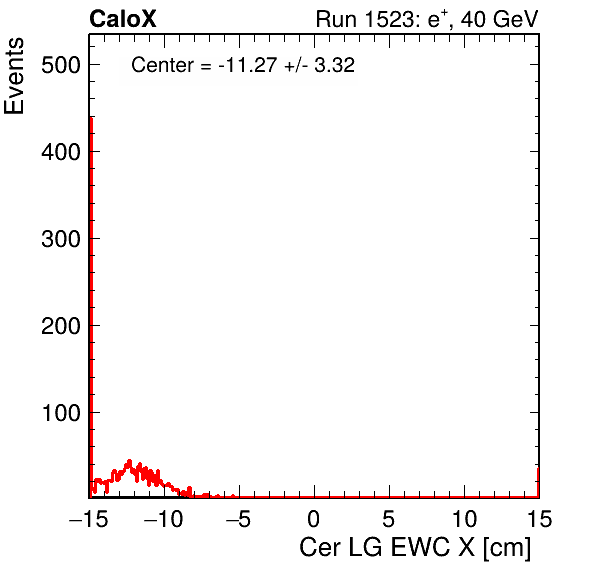 CaloX Run 1523: e⁺, 40 GeV
Center = -11.27 +/- 3.32
Events
500
400
300
200
100
−15 −10 −5 0 5 10 15
Cer LG EWC X [cm]